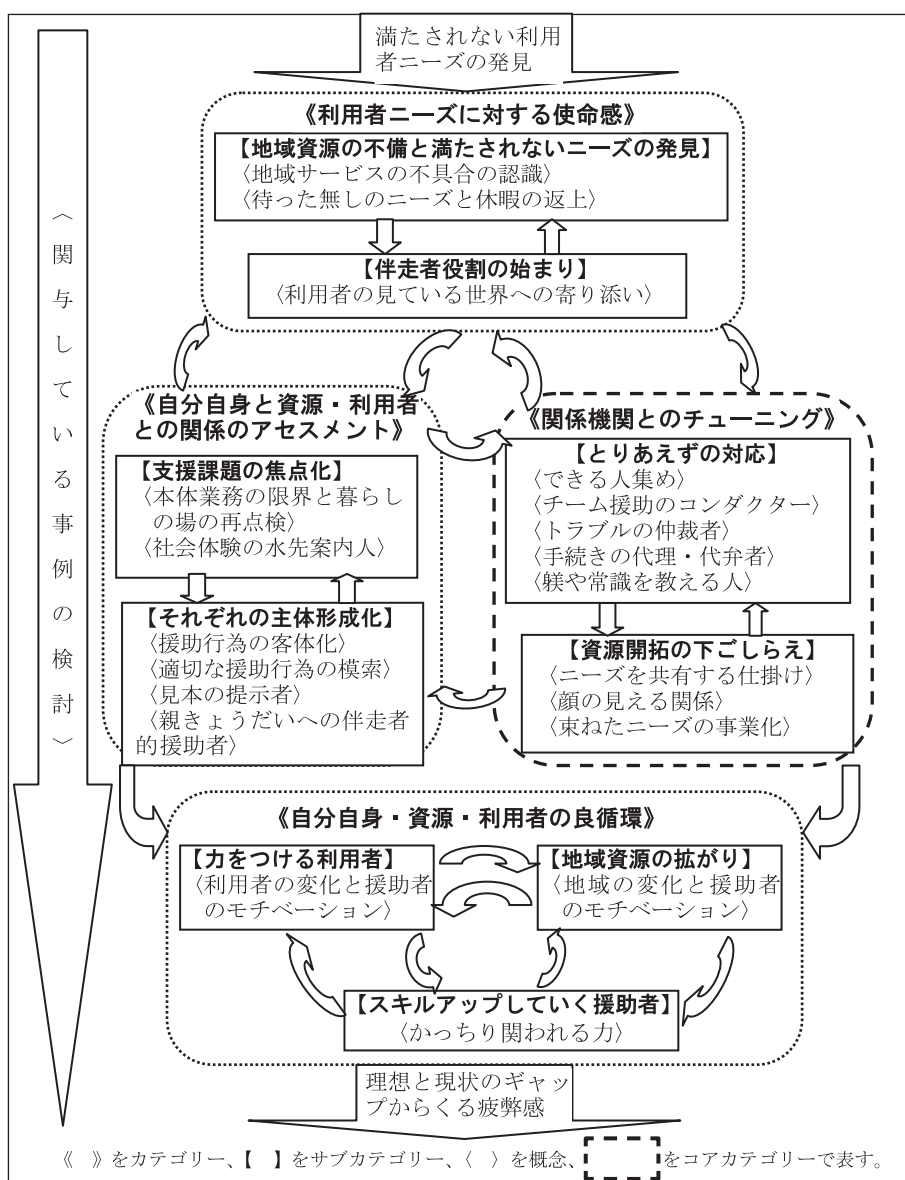 満たされない利用
者ニーズの発見
《利用者ニーズに対する使命感》
【地域資源の不備と満たされないニーズの発見】
〈地域サービスの不具合の認識〉
〈待った無しのニーズと休暇の返上〉
【伴走者役割の始まり】
〈利用者の見ている世界への寄り添い〉
〈関与している事例の検討〉
《自分自身と資源・利用者
との関係のアセスメント》
【支援課題の焦点化】
〈本体業務の限界と暮らし
の場の再点検〉
〈社会体験の水先案内人〉
【それぞれの主体形成化】
〈援助行為の客体化〉
〈適切な援助行為の模索〉
〈見本の提示者〉
〈親きょうだいへの伴走者
的援助者〉
《関係機関とのチューニング》
【とりあえずの対応】
〈できる人集め〉
〈チーム援助のコンダクター〉
〈トラブルの仲裁者〉
〈手続きの代理・代弁者〉
〈躾や常識を教える人〉
【資源開拓の下ごしらえ】
〈ニーズを共有する仕掛け〉
〈顔の見える関係〉
〈束ねたニーズの事業化〉
《自分自身・資源・利用者の良循環》
【力をつける利用者】
〈利用者の変化と援助者
のモチベーション〉
【地域資源の拡がり】
〈地域の変化と援助者
のモチベーション〉
【スキルアップしていく援助者】
〈かっちり関われる力〉
理想と現状のギャッ
プからくる疲弊感
《　》をカテゴリー、【　】をサブカテゴリー、〈　〉を概念、をコアカテゴリーで表す。